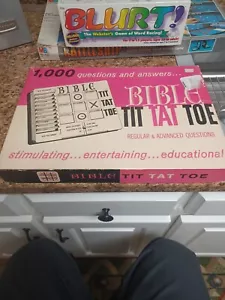 BLURT!
The Webster's Game of Word Racing!
JR
1,000 questions and answers...
BIBLE
TIT
TAT
TOE
BIBLE
TIT TAT TOE
REGULAR & ADVANCED QUESTIONS
stimulating... entertaining... educational!
BIBLE TIT TAT TOE